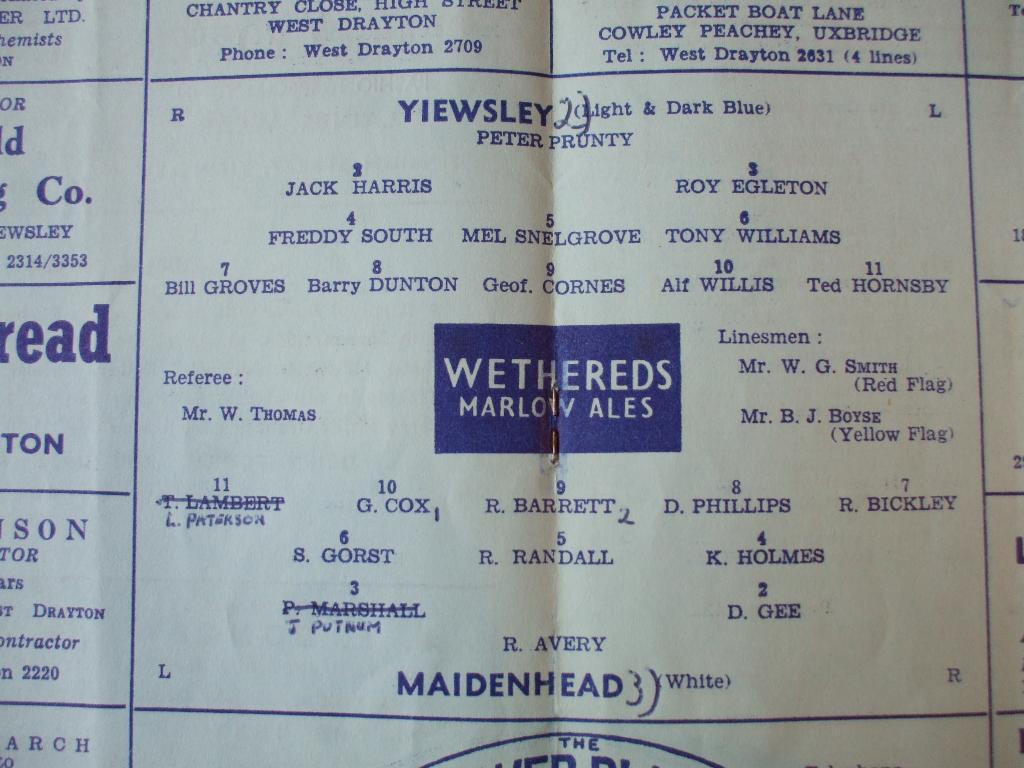 ER LTD.
hemists
ON
CHANTRY CLOSE, HIGH STREET
WEST DRAYTON
Phone : West Drayton 2709
PACKET BOAT LANE
COWLEY PEACHEY, UXBRIDGE
Tel : West Drayton 2631 (4 lines)
OR
ld
g Co.
EWSLEY
2314/3353
read
TON
NSON
TOR
ars
ST DRAYTON
ontractor
n 2220
ARCH
R L
YIEWSLEY 2) (Light & Dark Blue)
PETER PRUNTY
2 3
JACK HARRIS ROY EGLETON
4 5 6
FREDDY SOUTH MEL SNELGROVE TONY WILLIAMS
7 8 9 10 11
Bill GROVES Barry DUNTON Geof. CORNES Alf WILLIS Ted HORNSBY
Referee :
Mr. W. THOMAS
WETHEREDS
MARLOW ALES
Linesmen :
Mr. W. G. SMITH
(Red Flag)
Mr. B. J. BOYSE
(Yellow Flag)
11 10 9 8 7
T. LAMBERT G. COX 1 R. BARRETT 2 D. PHILLIPS R. BICKLEY
L. PATERSON
6 5 4
S. GORST R. RANDALL K. HOLMES
3 2
P. MARSHALL D. GEE
J PUTNUM
R. AVERY
L R
MAIDENHEAD 3) (White)
THE